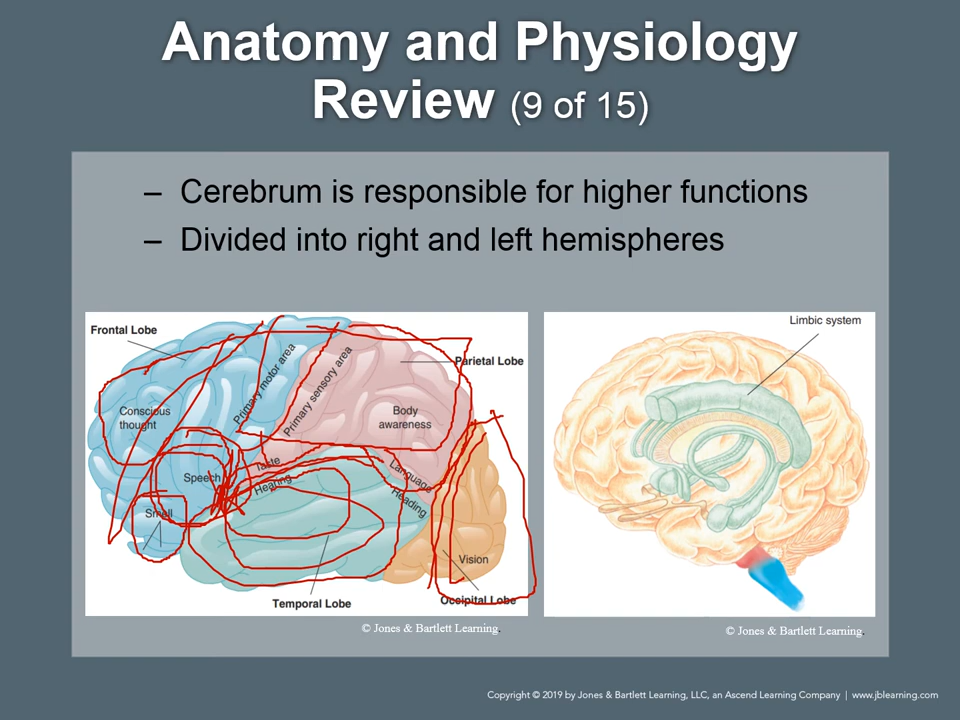 Anatomy and Physiology
Review (9 of 15)
– Cerebrum is responsible for higher functions
– Divided into right and left hemispheres
Frontal Lobe
Primary motor area
Primary sensory area
Parietal Lobe
Conscious
thought
Body
awareness
Speech
Taste
Hearing
Language
Reading
Smell
Vision
Temporal Lobe
Occipital Lobe
© Jones & Bartlett Learning.
Limbic system
© Jones & Bartlett Learning.
Copyright © 2019 by Jones & Bartlett Learning, LLC, an Ascend Learning Company | www.jblearning.com